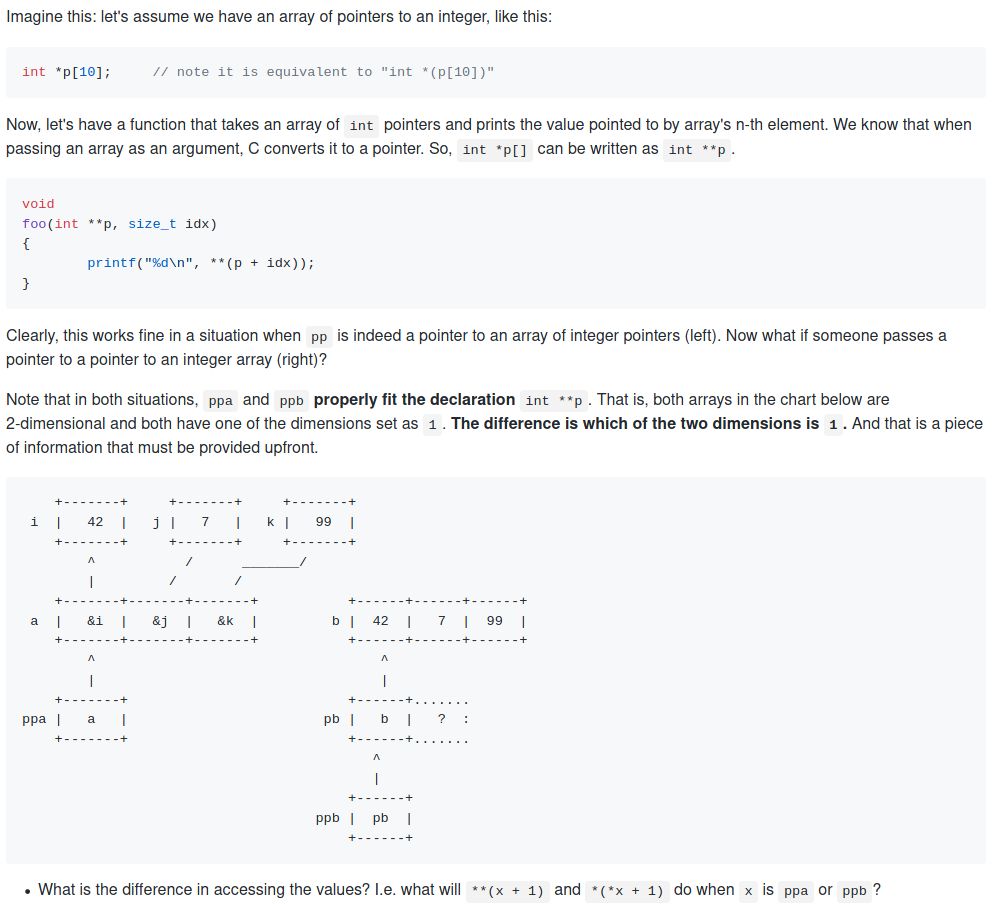 Imagine this: let's assume we have an array of pointers to an integer, like this:
int *p[10];     // note it is equivalent to "int *(p[10])"
Now, let's have a function that takes an array of int pointers and prints the value pointed to by array's n-th element. We know that when
passing an array as an argument, C converts it to a pointer. So, int *p[] can be written as int **p.
void
foo(int **p, size_t idx)
{
        printf("%d\n", **(p + idx));
}
Clearly, this works fine in a situation when pp is indeed a pointer to an array of integer pointers (left). Now what if someone passes a
pointer to a pointer to an integer array (right)?
Note that in both situations, ppa and ppb properly fit the declaration int **p. That is, both arrays in the chart below are
2-dimensional and both have one of the dimensions set as 1. The difference is which of the two dimensions is 1. And that is a piece
of information that must be provided upfront.
    +-------+     +-------+     +-------+
 i  |   42  |   j |   7   |   k |   99  |
    +-------+     +-------+     +-------+
        ^           /      _______/
        |         /       /
    +-------+-------+-------+           +------+------+------+
 a  |   &i  |   &j  |   &k  |         b |  42  |   7  |  99  |
    +-------+-------+-------+           +------+------+------+
        ^                                   ^
        |                                   |
    +-------+                           +------+.......
ppa |   a   |                        pb |   b  |   ?  :
    +-------+                           +------+.......
                                           ^
                                           |
                                        +------+
                                    ppb |  pb  |
                                        +------+
• What is the difference in accessing the values? I.e. what will **(x + 1) and *(*x + 1) do when x is ppa or ppb?